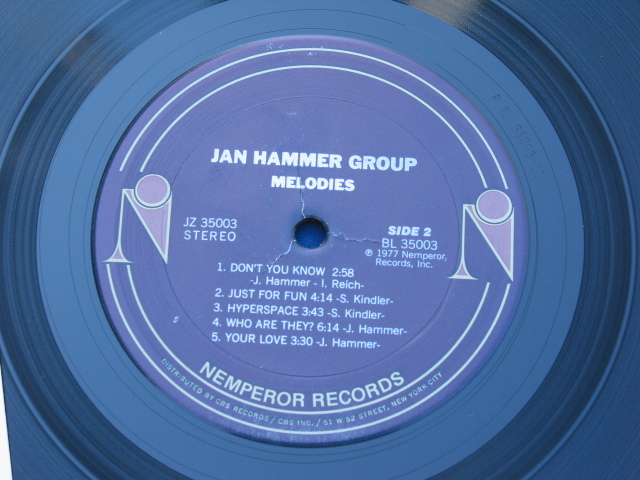 JAN HAMMER GROUP
MELODIES
JZ 35003
STEREO
SIDE 2
BL 35003
℗ 1977 Nemperor
Records, Inc.
1. DON'T YOU KNOW 2:58
-J. Hammer - I. Reich-
2. JUST FOR FUN 4:14 -S. Kindler-
3. HYPERSPACE 3:43 -S. Kindler-
4. WHO ARE THEY? 6:14 -J. Hammer-
5. YOUR LOVE 3:30 -J. Hammer-
NEMPEROR RECORDS
DISTRIBUTED BY CBS RECORDS / CBS INC. / 51 W 52 STREET, NEW YORK CITY